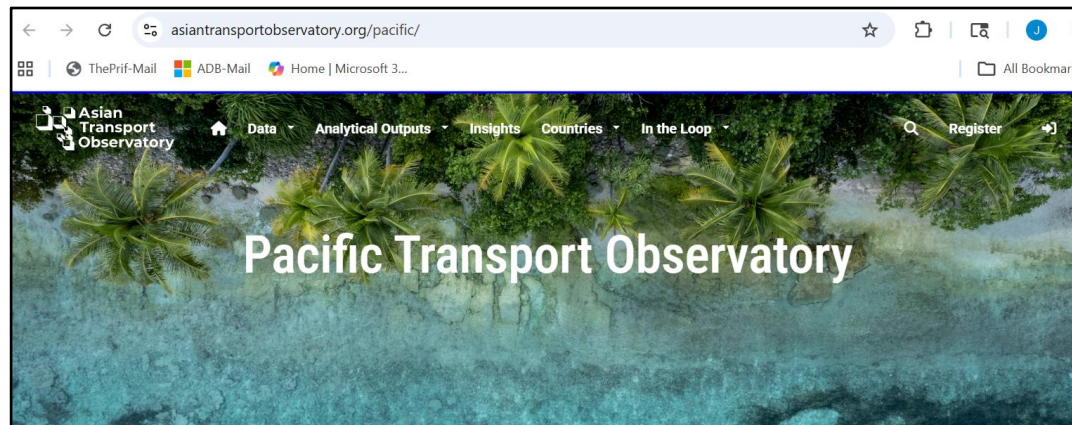 asiantransportobservatory.org/pacific/
J
ThePrif-Mail
ADB-Mail
Home | Microsoft 3...
All Bookmar
Asian
Transport
Observatory
Data
Analytical Outputs
Insights
Countries
In the Loop
Register
Pacific Transport Observatory